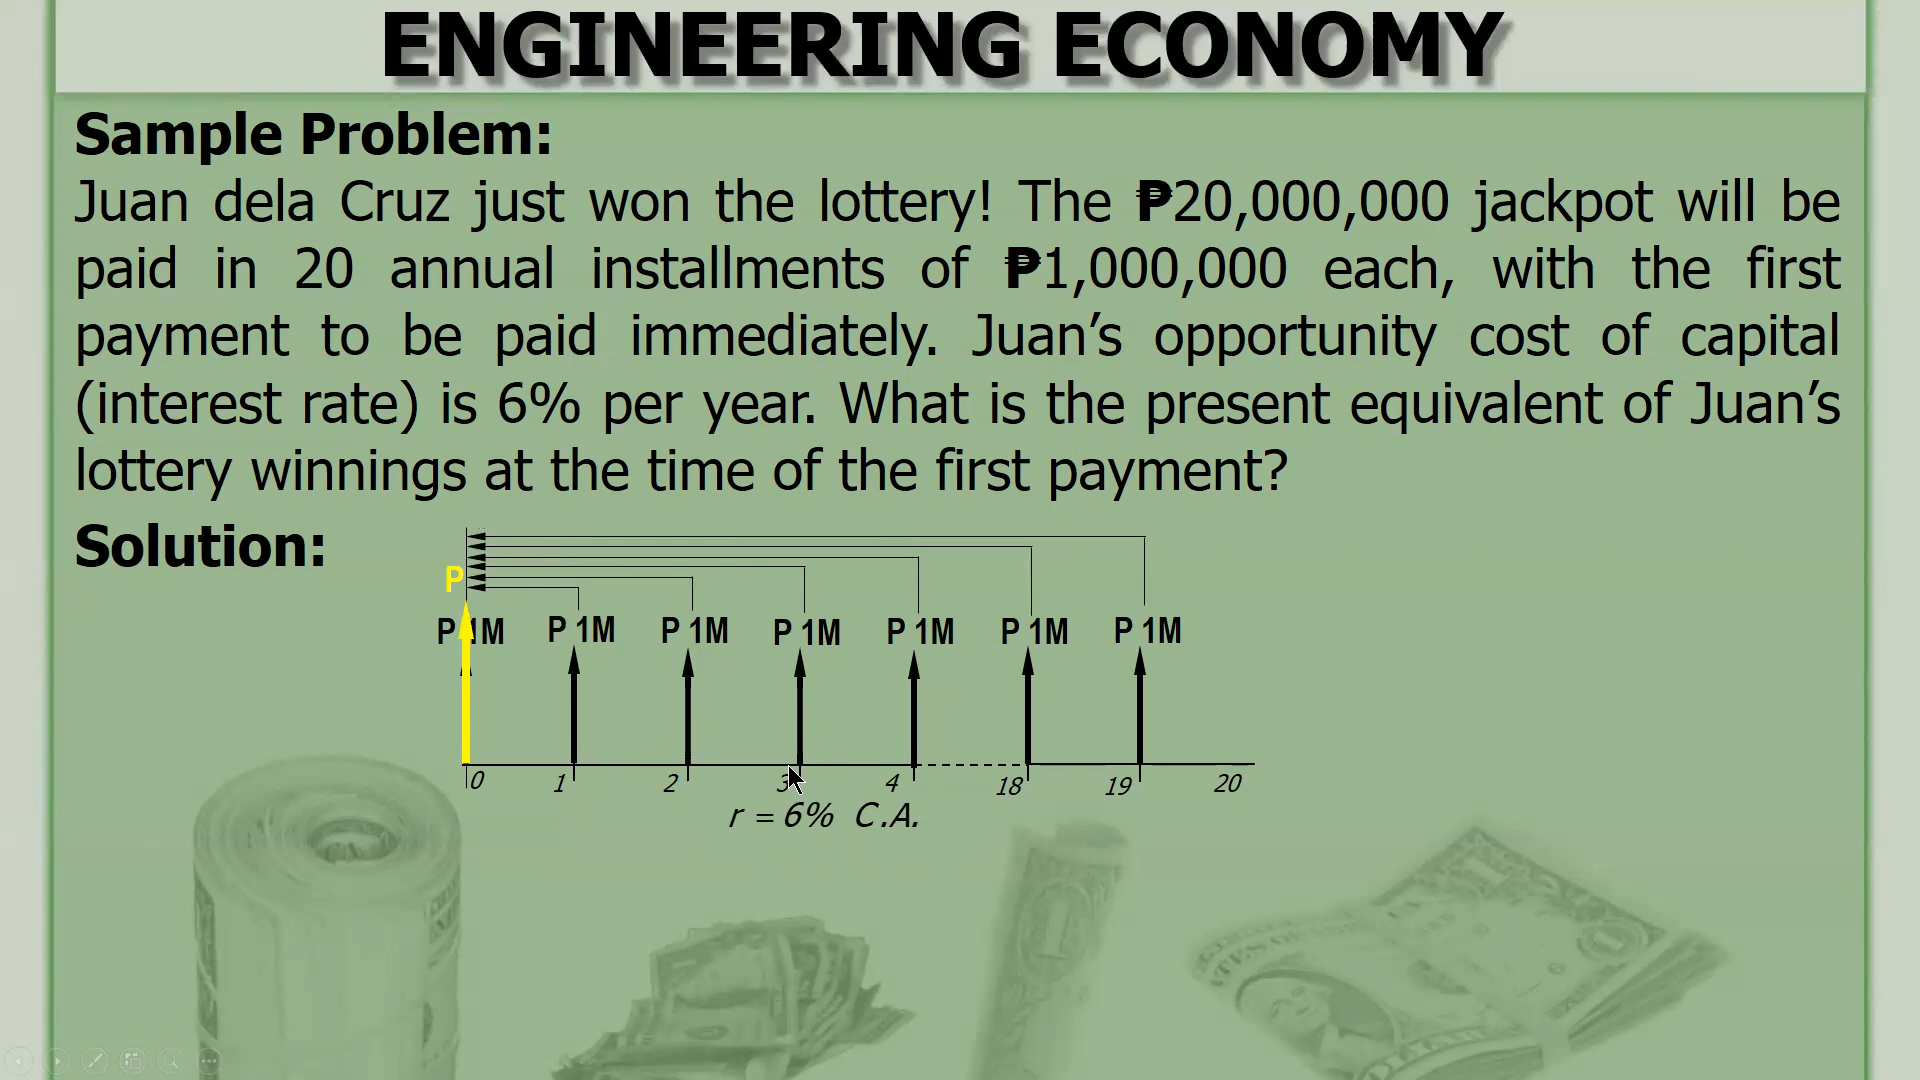 ENGINEERING ECONOMY
Sample Problem:
Juan dela Cruz just won the lottery! The ₱20,000,000 jackpot will be
paid in 20 annual installments of ₱1,000,000 each, with the first
payment to be paid immediately. Juan’s opportunity cost of capital
(interest rate) is 6% per year. What is the present equivalent of Juan’s
lottery winnings at the time of the first payment?
Solution:
P
P 1M P 1M P 1M P 1M P 1M P 1M P 1M
0 1 2 3 4 18 19 20
r = 6% C.A.